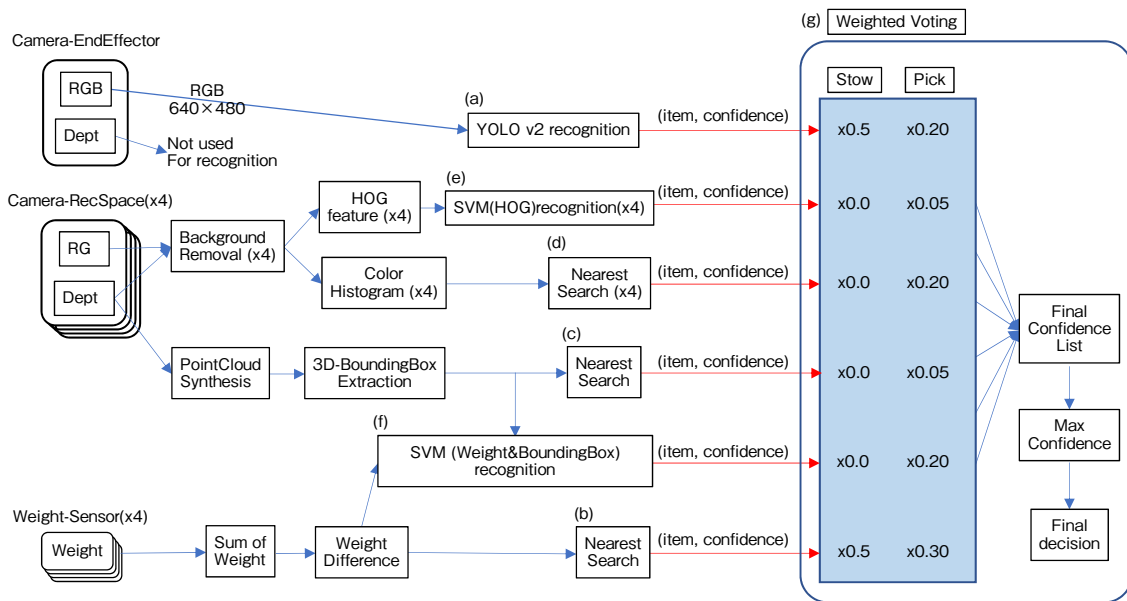 (g) Weighted Voting
Camera-EndEffector
Stow Pick
RGB
RGB
640×480
(a)
YOLO v2 recognition
(item, confidence)
x0.5 x0.20
Dept
Not used
For recognition
Camera-RecSpace(x4)
HOG
feature (x4)
(e)
SVM(HOG)recognition(x4)
(item, confidence)
x0.0 x0.05
RG
Background
Removal (x4)
Dept
Color
Histogram (x4)
(d)
Nearest
Search (x4)
(item, confidence)
x0.0 x0.20
Final
Confidence
List
PointCloud
Synthesis
3D-BoundingBox
Extraction
(c)
Nearest
Search
(item, confidence)
x0.0 x0.05
Max
Confidence
(f)
SVM (Weight&BoundingBox)
recognition
(item, confidence)
x0.0 x0.20
Weight-Sensor(x4)
Weight
Sum of
Weight
Weight
Difference
(b)
Nearest
Search
(item, confidence)
x0.5 x0.30
Final
decision